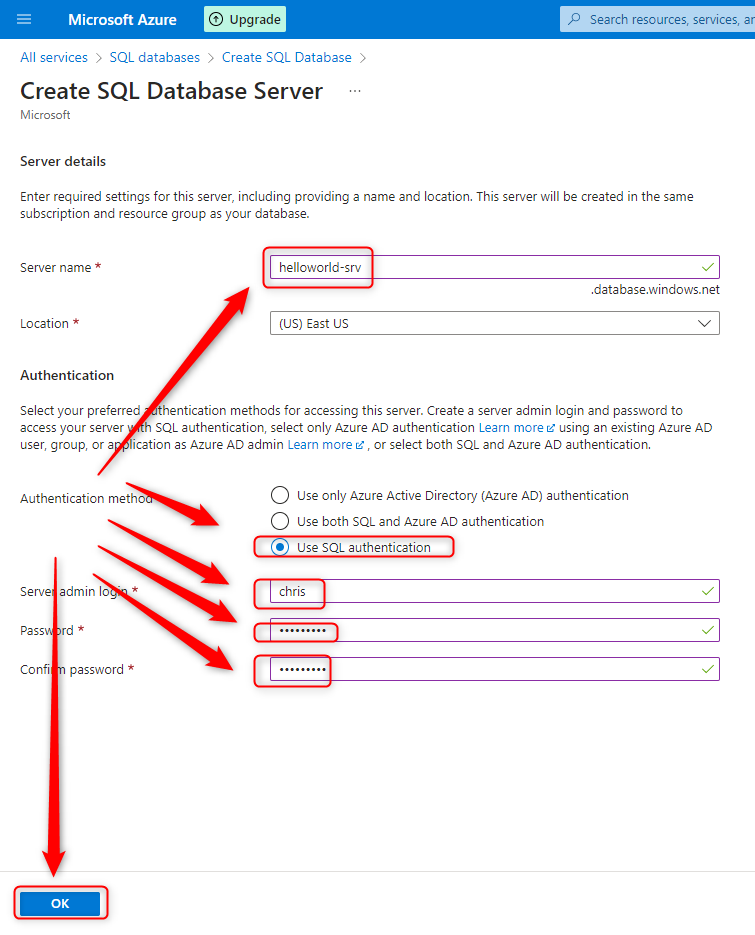 Microsoft Azure
Upgrade
Search resources, services, ar
All services > SQL databases > Create SQL Database >
Create SQL Database Server ...
Microsoft
Server details
Enter required settings for this server, including providing a name and location. This server will be created in the same
subscription and resource group as your database.
Server name *
helloworld-srv
.database.windows.net
Location *
(US) East US
Authentication
Select your preferred authentication methods for accessing this server. Create a server admin login and password to
access your server with SQL authentication, select only Azure AD authentication Learn more using an existing Azure AD
user, group, or application as Azure AD admin Learn more , or select both SQL and Azure AD authentication.
Authentication method
Use only Azure Active Directory (Azure AD) authentication
Use both SQL and Azure AD authentication
Use SQL authentication
Server admin login *
chris
Password *
•••••••••
Confirm password *
•••••••••
OK